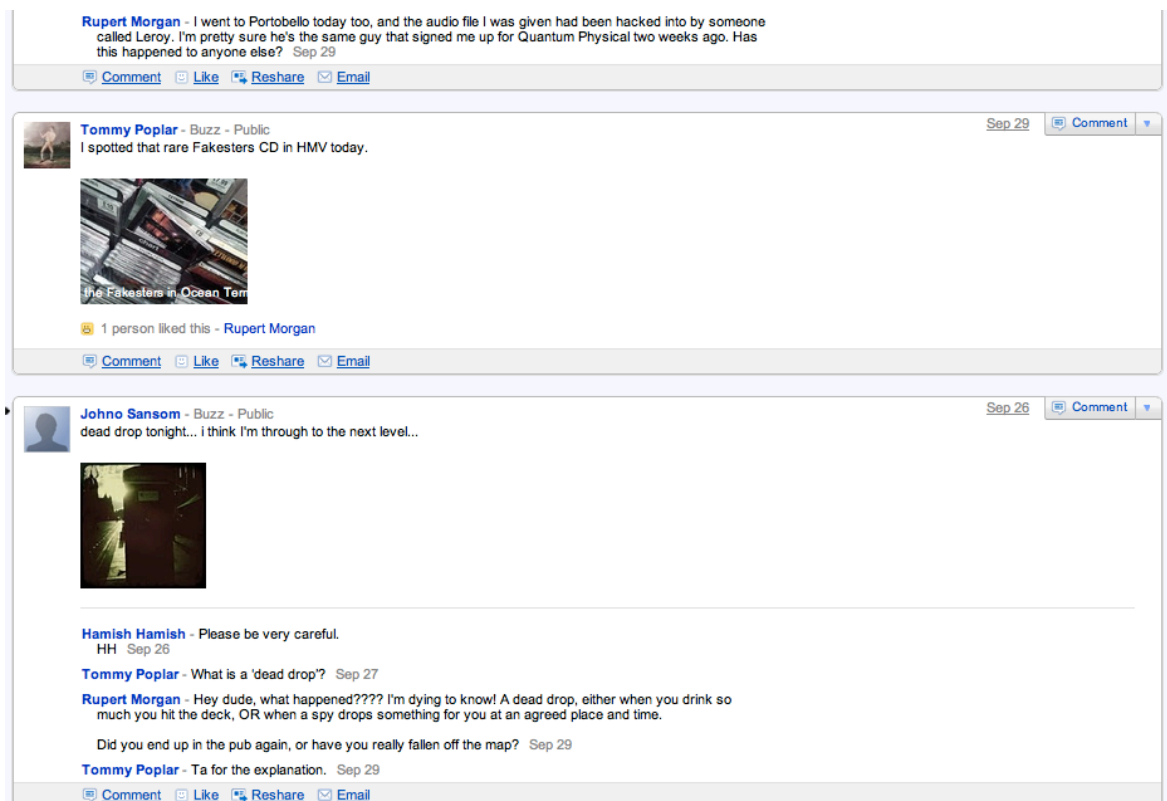 Rupert Morgan - I went to Portobello today too, and the audio file I was given had been hacked into by someone
called Leroy. I'm pretty sure he's the same guy that signed me up for Quantum Physical two weeks ago. Has
this happened to anyone else? Sep 29
Comment Like Reshare Email
Tommy Poplar - Buzz - Public Sep 29 Comment
I spotted that rare Fakesters CD in HMV today.
chart
the Fakesters in Ocean Tem
1 person liked this - Rupert Morgan
Comment Like Reshare Email
Johno Sansom - Buzz - Public Sep 26 Comment
dead drop tonight... i think I'm through to the next level...
Hamish Hamish - Please be very careful.
HH Sep 26
Tommy Poplar - What is a 'dead drop'? Sep 27
Rupert Morgan - Hey dude, what happened???? I'm dying to know! A dead drop, either when you drink so
much you hit the deck, OR when a spy drops something for you at an agreed place and time.
Did you end up in the pub again, or have you really fallen off the map? Sep 29
Tommy Poplar - Ta for the explanation. Sep 29
Comment Like Reshare Email